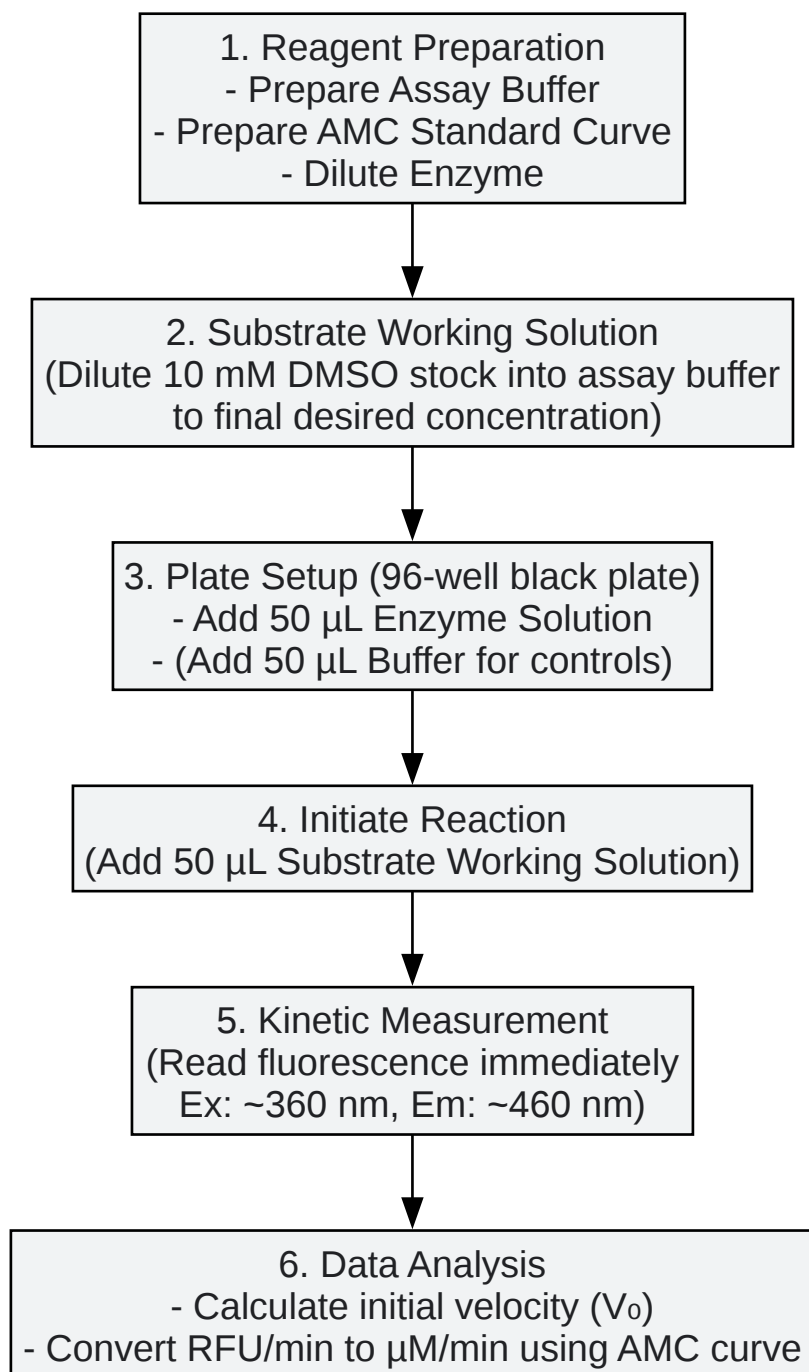 1. Reagent Preparation
- Prepare Assay Buffer
- Prepare AMC Standard Curve
- Dilute Enzyme
2. Substrate Working Solution
(Dilute 10 mM DMSO stock into assay buffer
to final desired concentration)
3. Plate Setup (96-well black plate)
- Add 50 µL Enzyme Solution
- (Add 50 µL Buffer for controls)
4. Initiate Reaction
(Add 50 µL Substrate Working Solution)
5. Kinetic Measurement
(Read fluorescence immediately
Ex: ~360 nm, Em: ~460 nm)
6. Data Analysis
- Calculate initial velocity (V₀)
- Convert RFU/min to µM/min using AMC curve